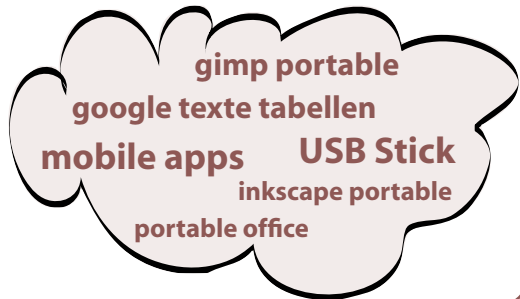 gimp portable
google texte tabellen
mobile apps USB Stick
inkscape portable
portable office